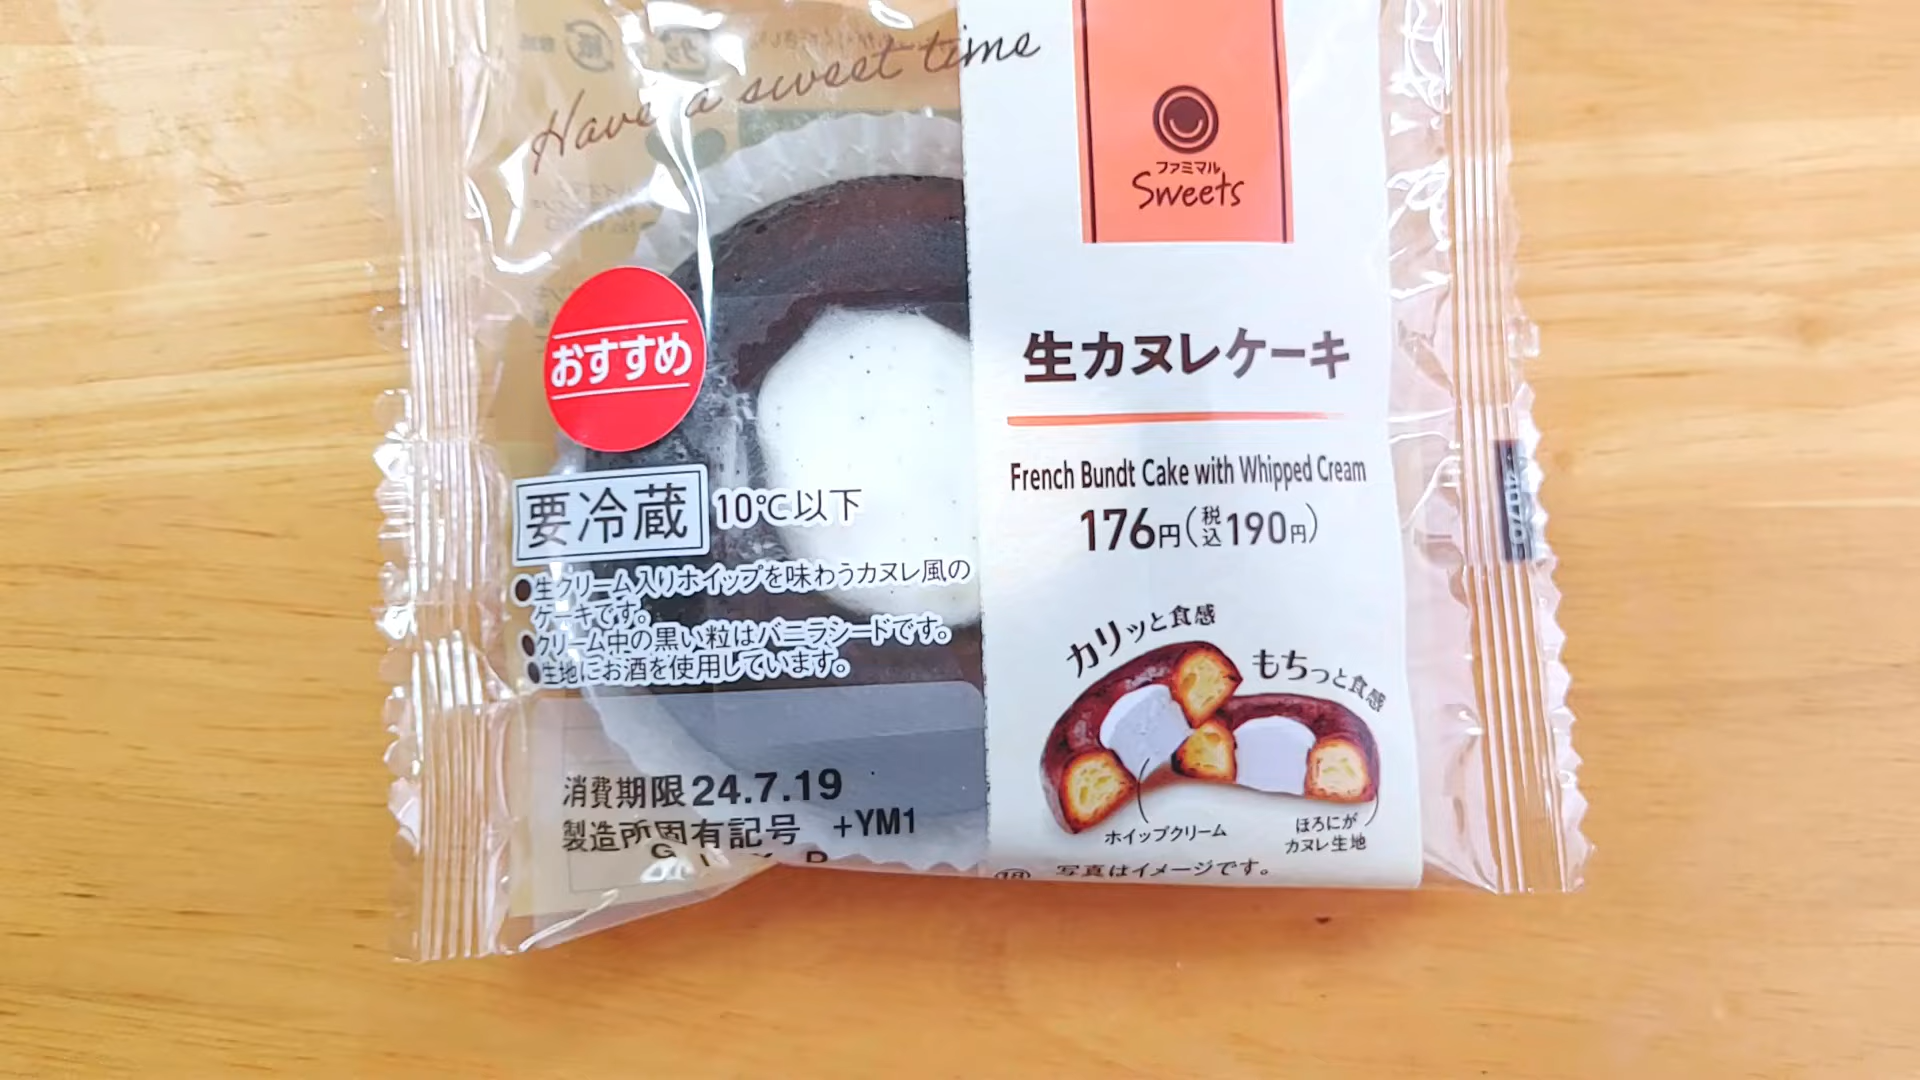 Have a sweet time
ファミマル
Sweets
おすすめ
生カヌレケーキ
French Bundt Cake with Whipped Cream
176円(税込190円)
要冷蔵 10℃以下
●生クリーム入りホイップを味わうカヌレ風の
ケーキです。
●クリーム中の黒い粒はバニラシードです。
●生地にお酒を使用しています。
カリッと食感
もちっと食感
ホイップクリーム
ほろにが
カヌレ生地
消費期限 24.7.19
製造所固有記号 +YM1
写真はイメージです。